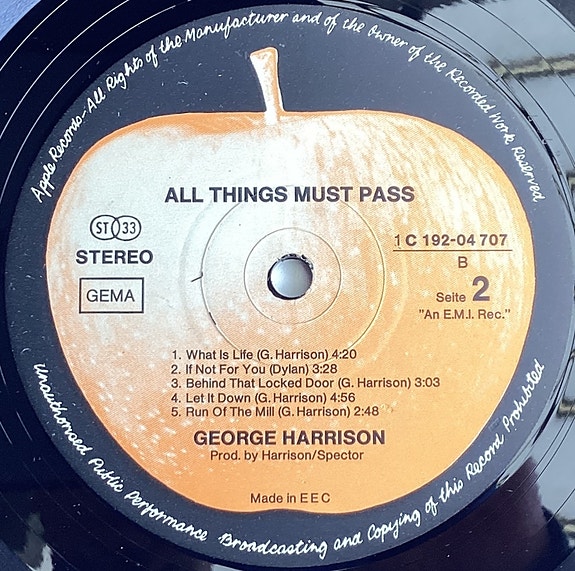 Apple Records-All Rights of the Manufacturer and of the Owner of the Recorded Work Reserved
ALL THINGS MUST PASS
ST 33
STEREO
GEMA
1C 192-04 707
B
Seite 2
"An E.M.I. Rec."
1. What Is Life (G. Harrison) 4:20
2. If Not For You (Dylan) 3:28
3. Behind That Locked Door (G. Harrison) 3:03
4. Let It Down (G. Harrison) 4:56
5. Run Of The Mill (G. Harrison) 2:48
GEORGE HARRISON
Prod. by Harrison/Spector
Made in EEC
Unauthorised Public Performance Broadcasting and Copying of this Record Prohibited